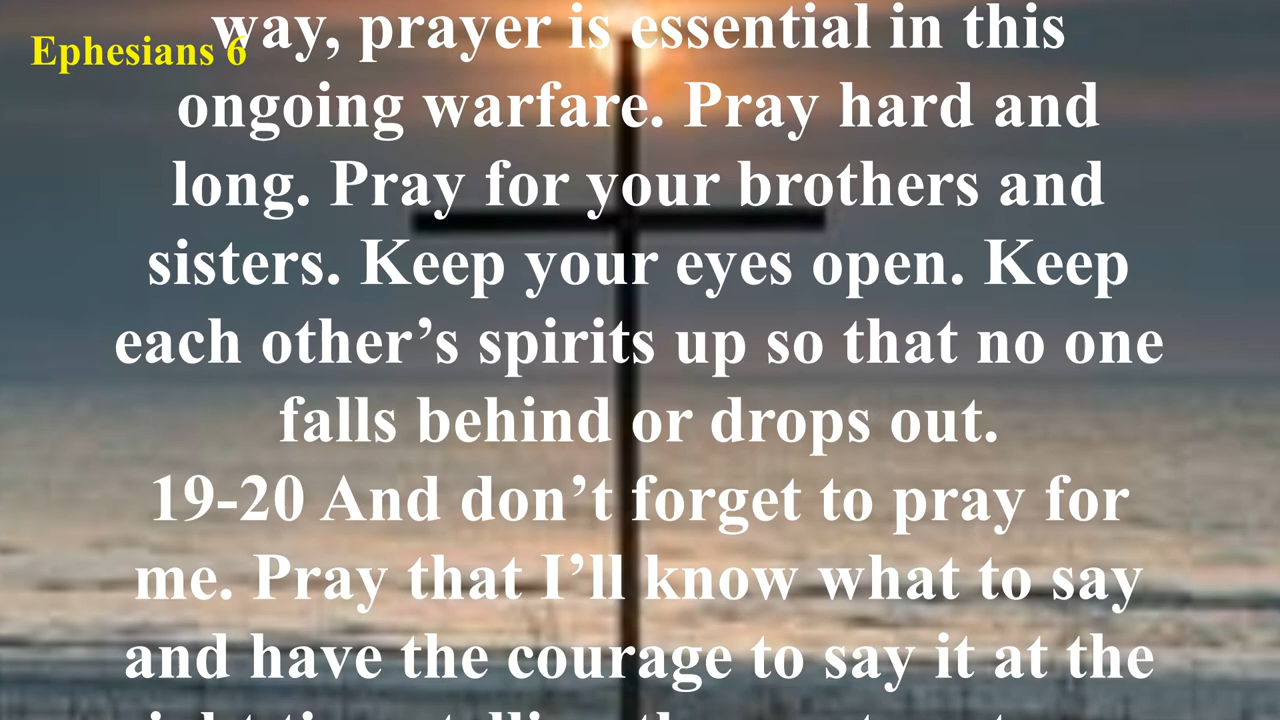 way, prayer is essential in this
Ephesians 6
ongoing warfare. Pray hard and
long. Pray for your brothers and
sisters. Keep your eyes open. Keep
each other’s spirits up so that no one
falls behind or drops out.
19-20 And don’t forget to pray for
me. Pray that I’ll know what to say
and have the courage to say it at the